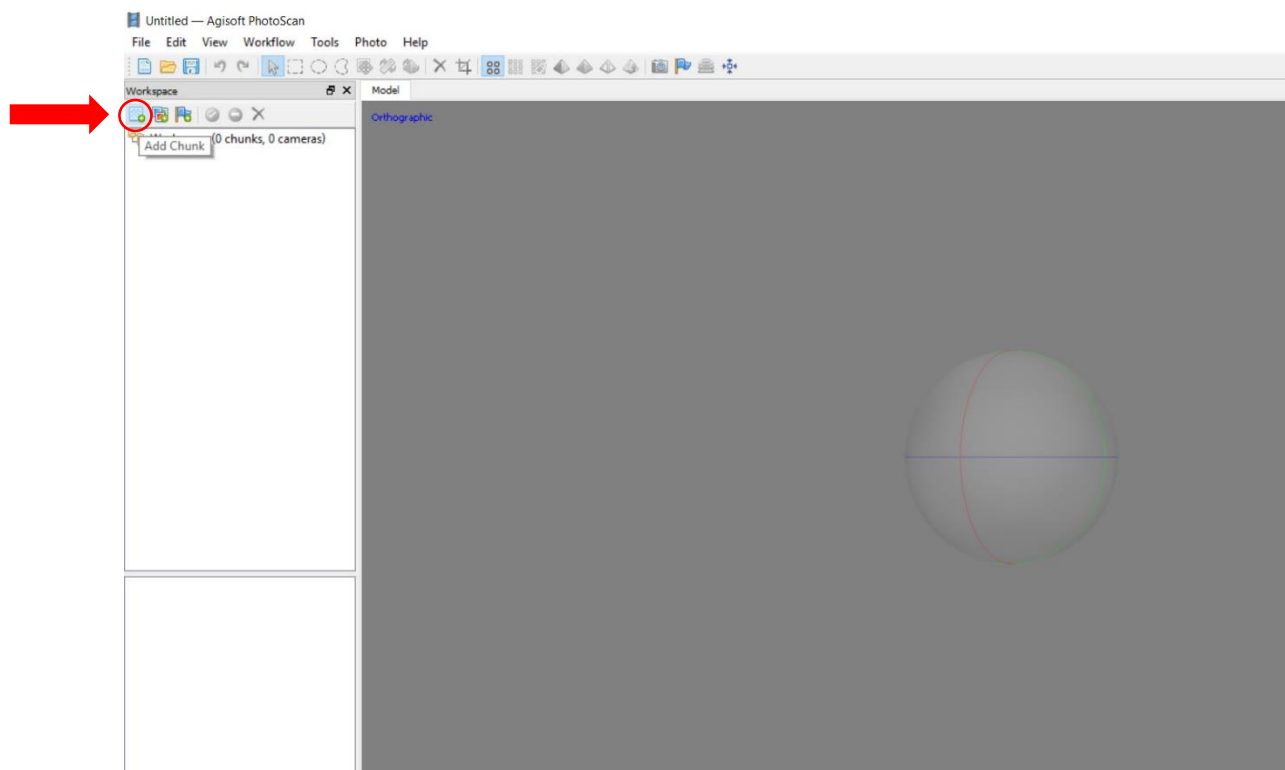 Untitled — Agisoft PhotoScan
File Edit View Workflow Tools Photo Help
Workspace
Model
Orthographic
(0 chunks, 0 cameras)
Add Chunk